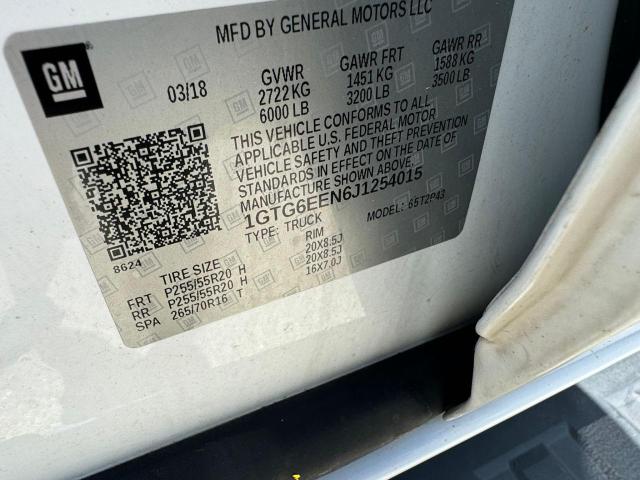 MFD BY GENERAL MOTORS LLC
GM
03/18
GVWR GAWR FRT GAWR RR
2722 KG 1451 KG 1588 KG
6000 LB 3200 LB 3500 LB
THIS VEHICLE CONFORMS TO ALL
APPLICABLE U.S. FEDERAL MOTOR
VEHICLE SAFETY AND THEFT PREVENTION
STANDARDS IN EFFECT ON THE DATE OF
MANUFACTURE SHOWN ABOVE.
1GTG6EEN6J1254015
TYPE: TRUCK MODEL: 65T2P43
8624
TIRE SIZE RIM
FRT P255/55R20 H 20X8.5J
RR P255/55R20 H 20X8.5J
SPA 265/70R16 T 16X7.0J